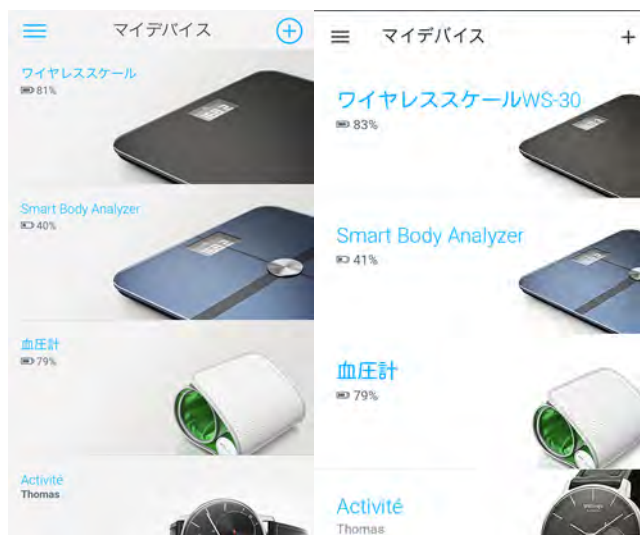 マイデバイス
ワイヤレススケール
81%
Smart Body Analyzer
40%
血圧計
79%
Activité
Thomas
マイデバイス
ワイヤレススケールWS-30
83%
Smart Body Analyzer
41%
血圧計
79%
Activité
Thomas